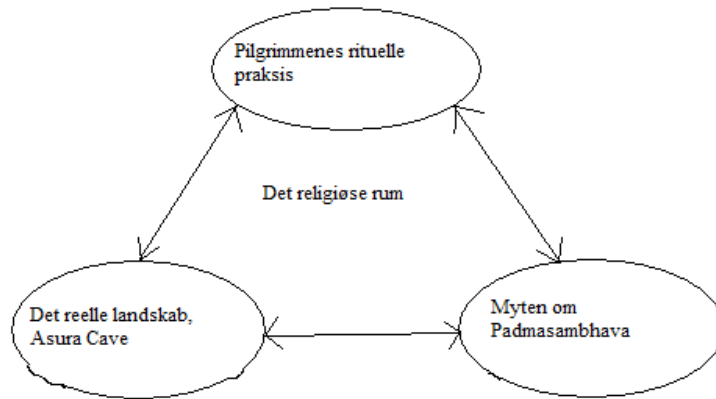 Pilgrimmenes rituelle
praksis
Det religiøse rum
Det reelle landskab,
Asura Cave
Myten om
Padmasambhava